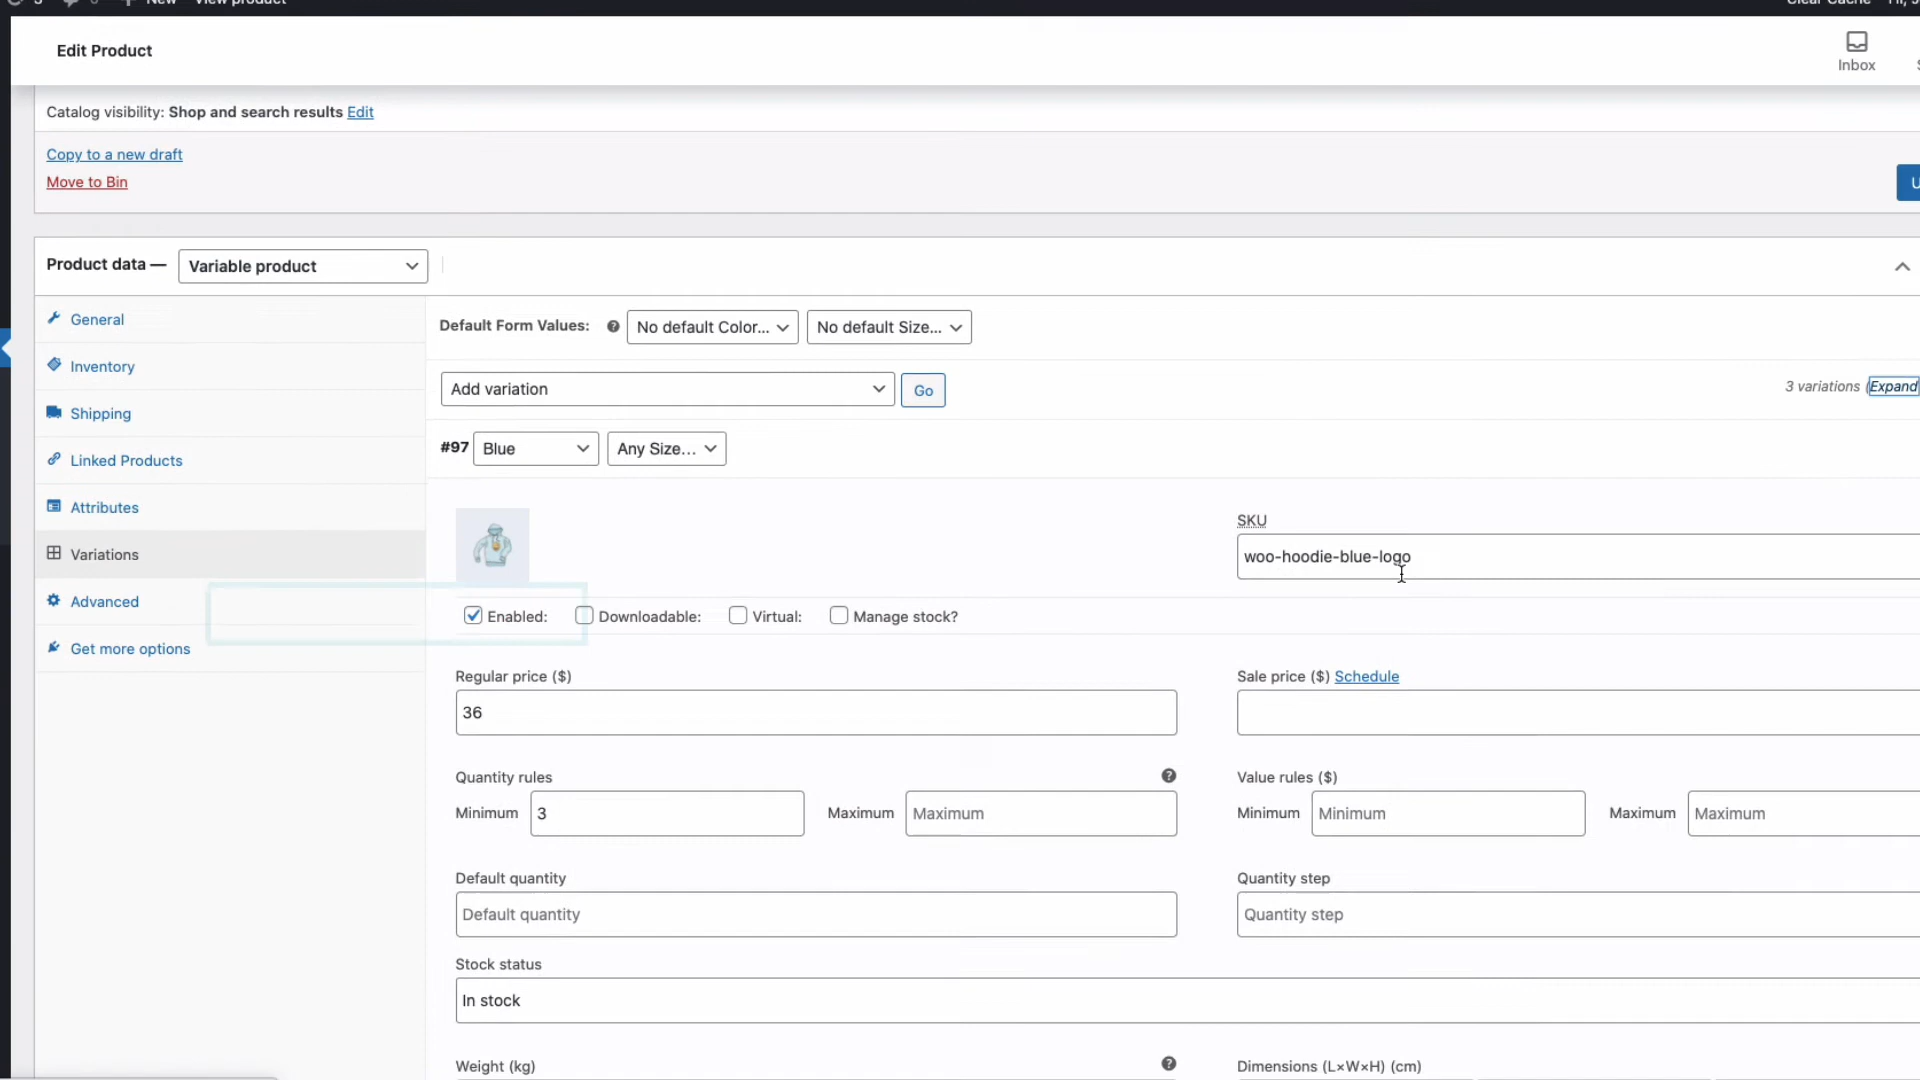 New View product
Edit Product
Inbox
Catalog visibility: Shop and search results Edit
Copy to a new draft
Move to Bin
Product data — Variable product
General
Inventory
Shipping
Linked Products
Attributes
Variations
Advanced
Get more options
Default Form Values: No default Color... No default Size...
Add variation Go 3 variations (Expand
#97 Blue Any Size...
SKU
woo-hoodie-blue-logo
Enabled: Downloadable: Virtual: Manage stock?
Regular price ($)
36
Sale price ($) Schedule
Quantity rules
Minimum 3 Maximum Maximum
Value rules ($)
Minimum Minimum Maximum Maximum
Default quantity
Default quantity
Quantity step
Quantity step
Stock status
In stock
Weight (kg)
Dimensions (L×W×H) (cm)